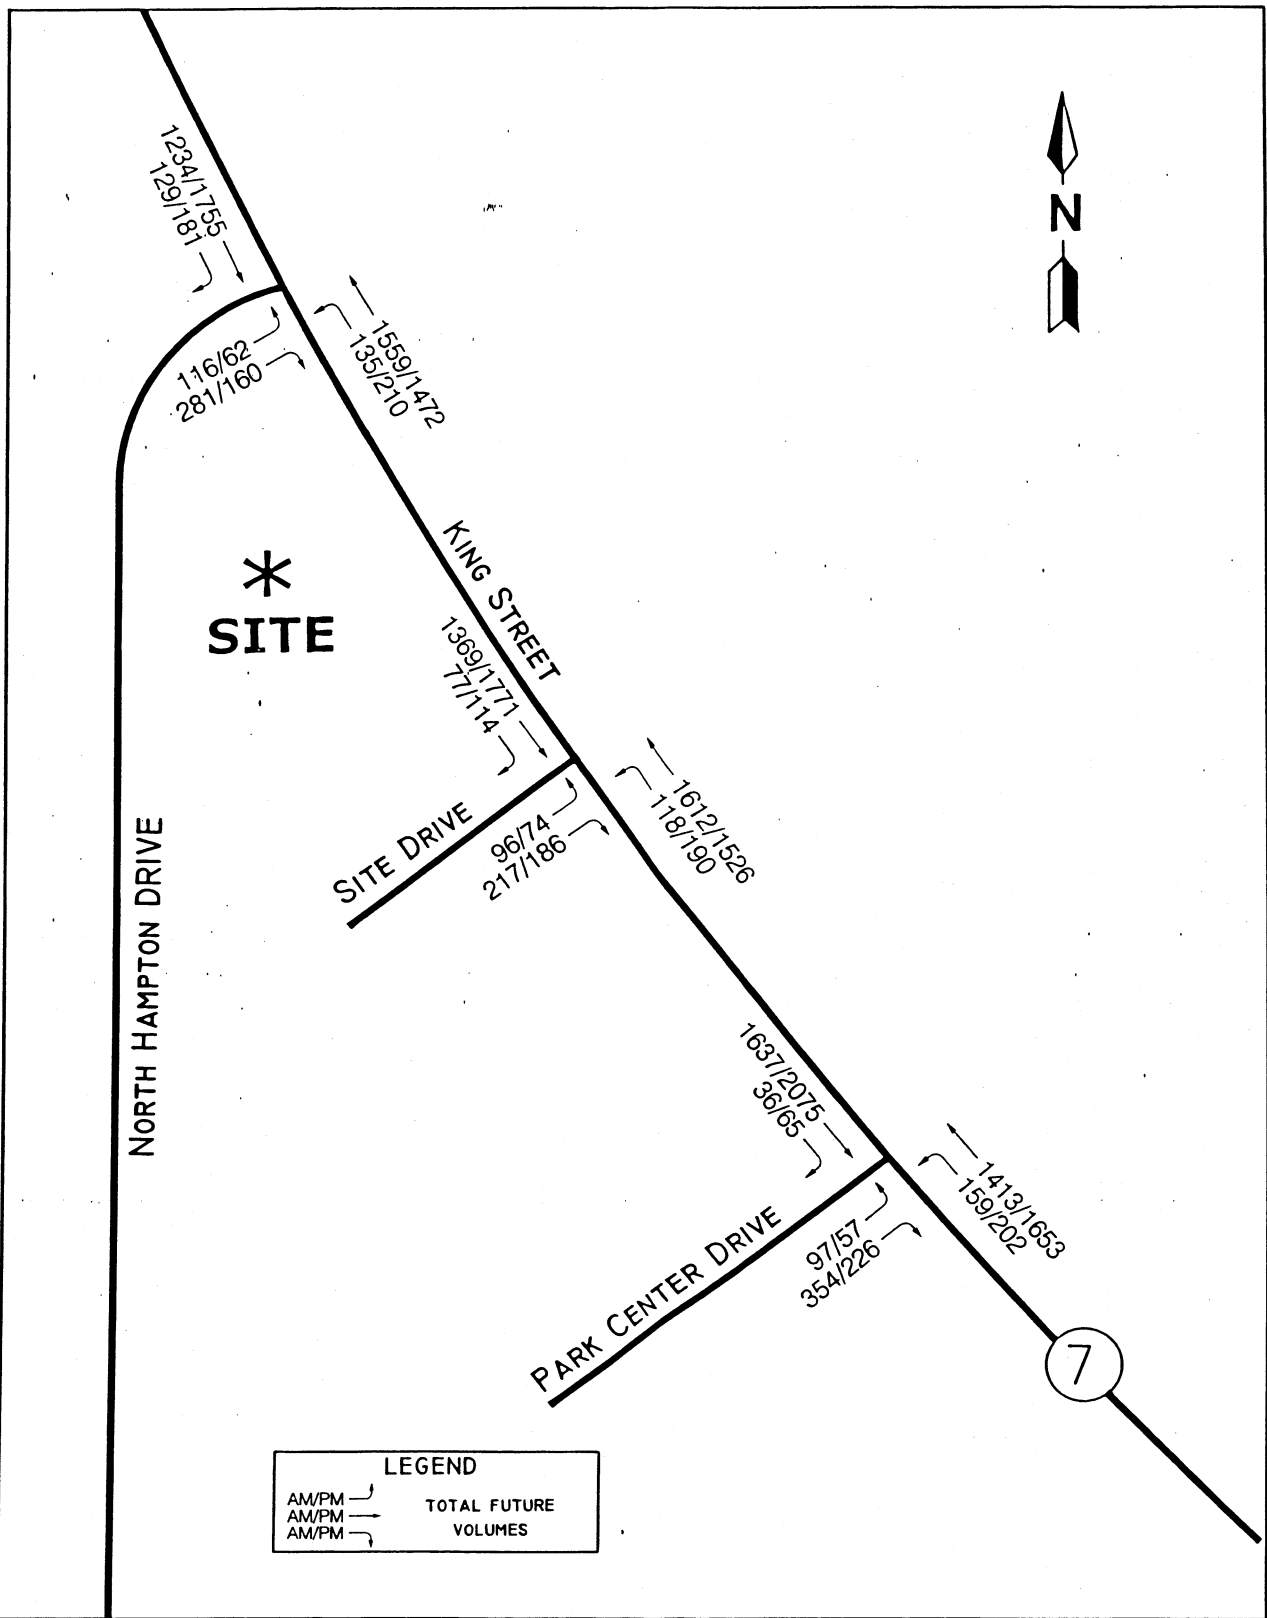 1234/1755
129/181
N
1559/1472
135/210
116/62
281/160
KING STREET
SITE
1369/1771
77/114
1612/1526
118/190
SITE DRIVE
96/74
217/186
NORTH HAMPTON DRIVE
1637/2075
36/65
1413/1653
159/202
97/57
354/226
PARK CENTER DRIVE
7
LEGEND
AM/PM
AM/PM
AM/PM
TOTAL FUTURE
VOLUMES